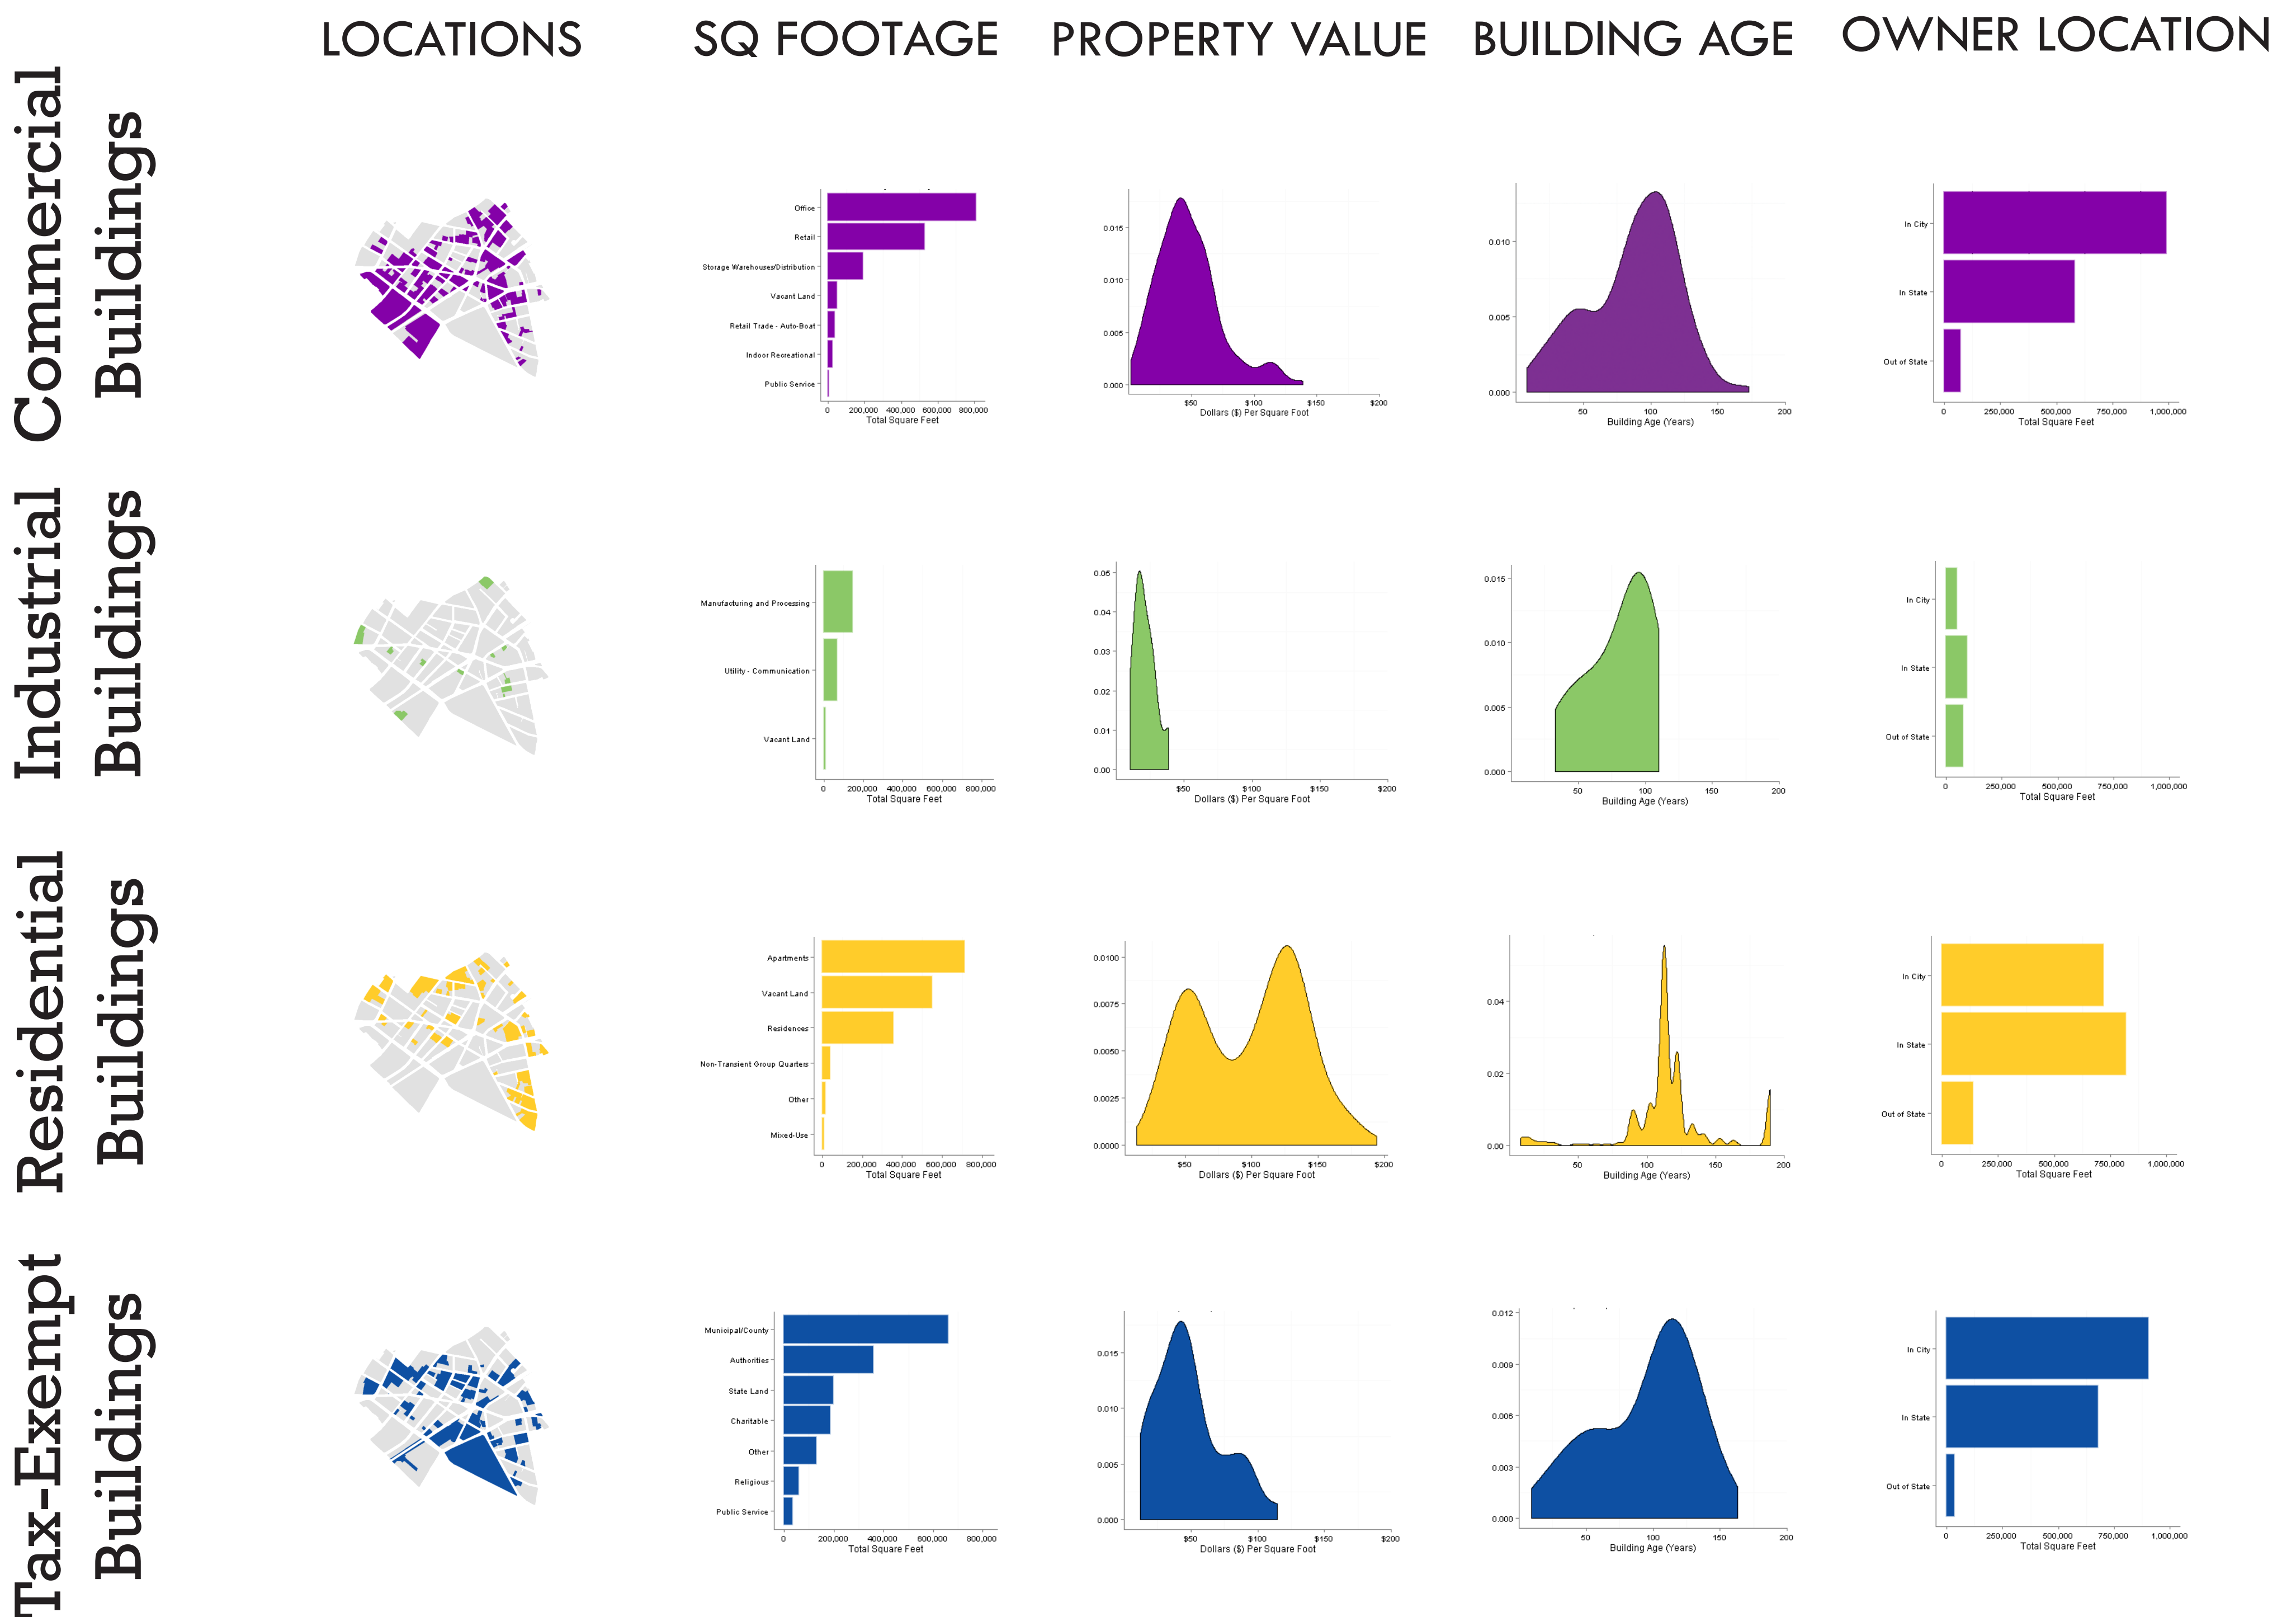 LOCATIONS
SQ FOOTAGE
PROPERTY VALUE
BUILDING AGE
OWNER LOCATION
Commercial
Buildings
Office
Retail
Storage Warehouses/Distribution
Vacant Land
Retail Trade - Auto-Boat
Indoor Recreational
Public Service
0 200,000 400,000 600,000 800,000
Total Square Feet
0.015
0.010
0.005
0.000
$50 $100 $150 $200
Dollars ($) Per Square Foot
0.010
0.005
0.000
50 100 150 200
Building Age (Years)
In City
In State
Out of State
0 250,000 500,000 750,000 1,000,000
Total Square Feet
Industrial
Buildings
Manufacturing and Processing
Utility - Communication
Vacant Land
0 200,000 400,000 600,000 800,000
Total Square Feet
0.05
0.04
0.03
0.02
0.01
0.00
$50 $100 $150 $200
Dollars ($) Per Square Foot
0.015
0.010
0.005
0.000
50 100 150 200
Building Age (Years)
In City
In State
Out of State
0 250,000 500,000 750,000 1,000,000
Total Square Feet
Residential
Buildings
Apartments
Vacant Land
Residences
Non-Transient Group Quarters
Other
Mixed-Use
0 200,000 400,000 600,000 800,000
Total Square Feet
0.0100
0.0075
0.0050
0.0025
0.0000
$50 $100 $150 $200
Dollars ($) Per Square Foot
0.04
0.02
0.00
50 100 150 200
Building Age (Years)
In City
In State
Out of State
0 250,000 500,000 750,000 1,000,000
Total Square Feet
Tax-Exempt
Buildings
Municipal/County
Authorities
State Land
Charitable
Other
Religious
Public Service
0 200,000 400,000 600,000 800,000
Total Square Feet
0.015
0.010
0.005
0.000
$50 $100 $150 $200
Dollars ($) Per Square Foot
0.012
0.009
0.006
0.003
0.000
50 100 150 200
Building Age (Years)
In City
In State
Out of State
0 250,000 500,000 750,000 1,000,000
Total Square Feet